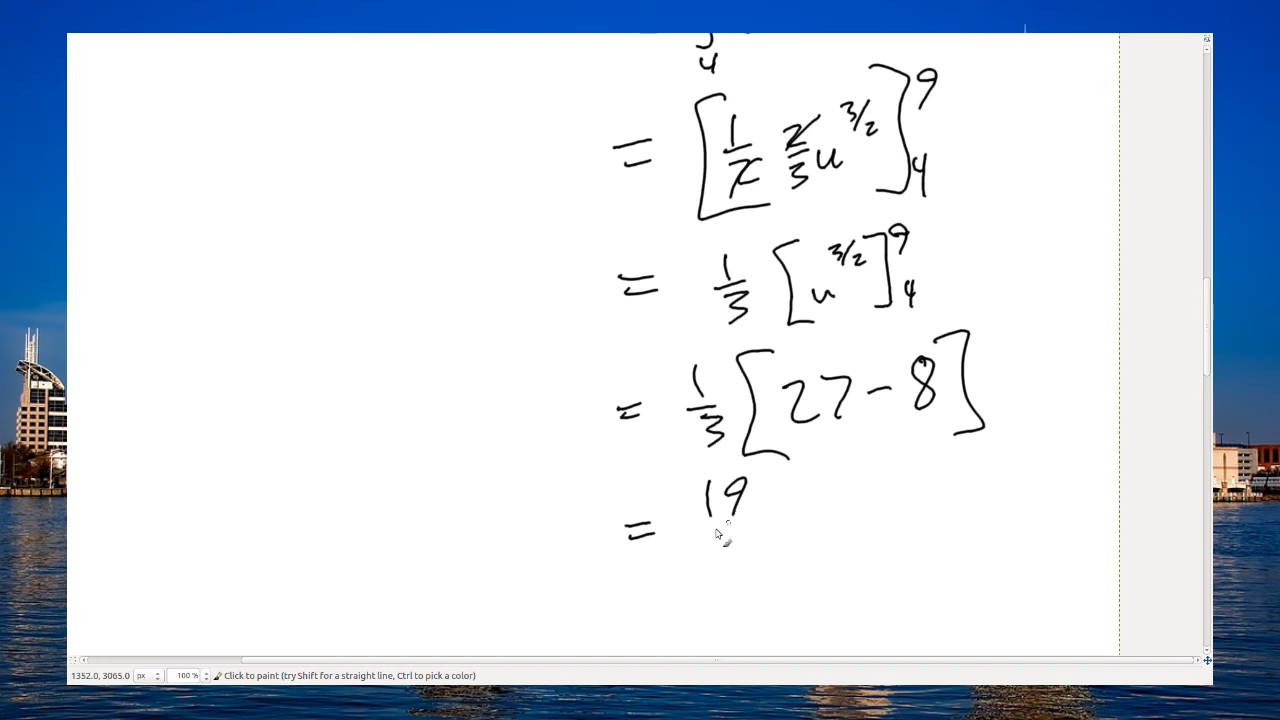 4
= [1/2 2/3 u^3/2]^9_4
= 1/3 [u^3/2]^9_4
= 1/3 [27 - 8]
= 19
1352.0, 3065.0 px 100 % Click to paint (try Shift for a straight line, Ctrl to pick a color)